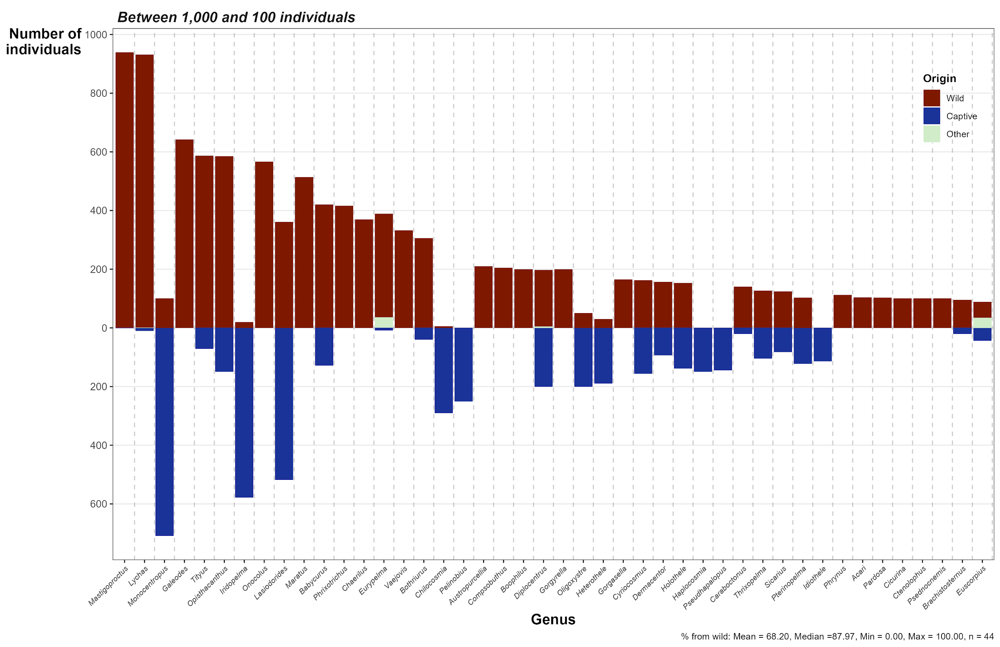 Between 1,000 and 100 individuals
Number of
individuals
1000
800
600
400
200
0
200
400
600
Origin
Wild
Captive
Other
Mastigoproctus
Lychas
Monocentropus
Galeodes
Tityus
Opisthacanthus
Iridopelma
Onocolus
Lasiodorides
Maratus
Babycurus
Phrixotrichus
Chaerilus
Eurypelma
Vaejovis
Bothriurus
Chilocosmia
Pelinobius
Austropurcellia
Compsobuthus
Boophilus
Diplocentrus
Gorgyrella
Oligoxystre
Heterothele
Gorgasella
Cyriocosmus
Dermacentor
Holothele
Haplocosmia
Pseudhapalopus
Caraboctonus
Thrixopelma
Sicarius
Pterinopelma
Idiothele
Phrynus
Acari
Pardosa
Cicurina
Ctenolophus
Psednocnemis
Brachistosternus
Euscorpius
Genus
% from wild: Mean = 68.20, Median =87.97, Min = 0.00, Max = 100.00, n = 44